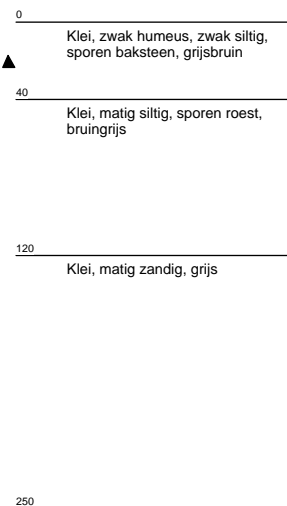 0
Klei, zwak humeus, zwak siltig,
sporen baksteen, grijsbruin
40
Klei, matig siltig, sporen roest,
bruingrijs
120
Klei, matig zandig, grijs
250